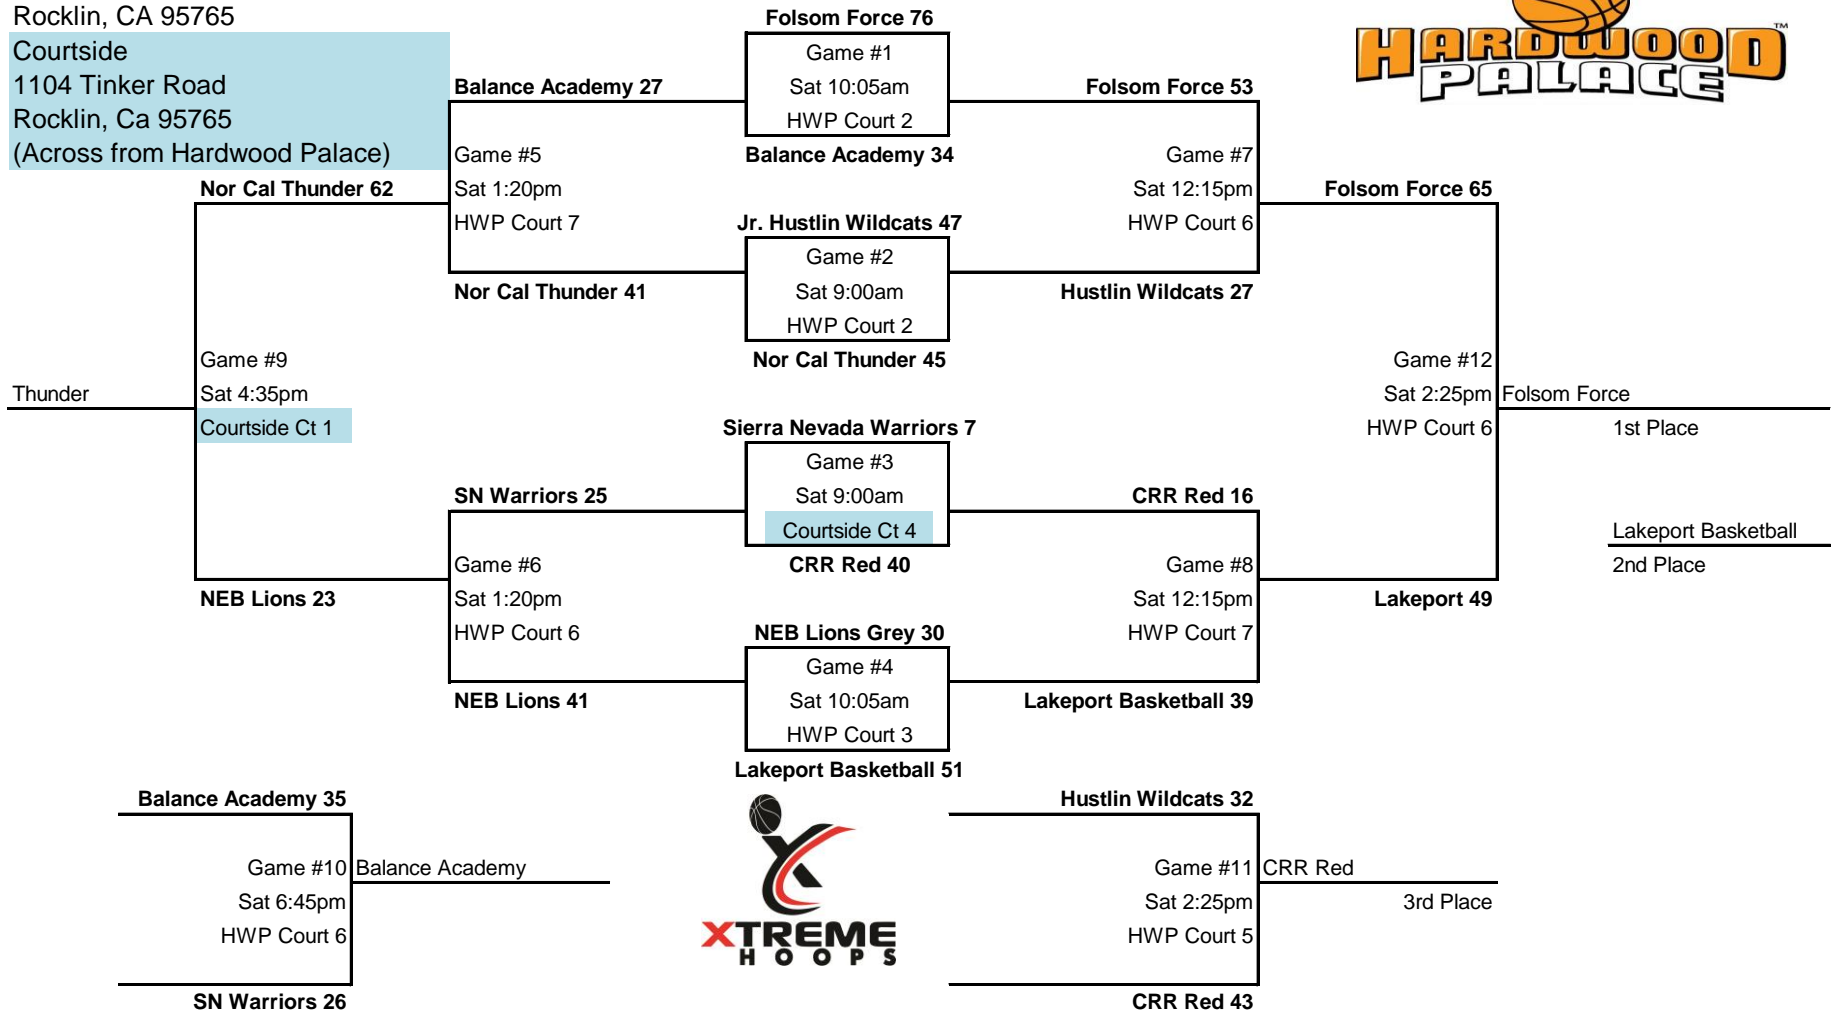 Rocklin, CA 95765
Courtside
1104 Tinker Road
Rocklin, Ca 95765
(Across from Hardwood Palace)
HARDWOOD
PALACE
TM
Folsom Force 76
Game #1
Sat 10:05am
HWP Court 2
Balance Academy 34
Jr. Hustlin Wildcats 47
Game #2
Sat 9:00am
HWP Court 2
Nor Cal Thunder 45
Sierra Nevada Warriors 7
Game #3
Sat 9:00am
Courtside Ct 4
CRR Red 40
NEB Lions Grey 30
Game #4
Sat 10:05am
HWP Court 3
Lakeport Basketball 51
Balance Academy 27
Game #5
Sat 1:20pm
HWP Court 7
Nor Cal Thunder 41
SN Warriors 25
Game #6
Sat 1:20pm
HWP Court 6
NEB Lions 41
Folsom Force 53
Game #7
Sat 12:15pm
HWP Court 6
Hustlin Wildcats 27
CRR Red 16
Game #8
Sat 12:15pm
HWP Court 7
Lakeport Basketball 39
Nor Cal Thunder 62
Game #9
Sat 4:35pm
Courtside Ct 1
NEB Lions 23
Thunder
Folsom Force 65
Game #12
Sat 2:25pm
HWP Court 6
Lakeport 49
Folsom Force
1st Place
Lakeport Basketball
2nd Place
Balance Academy 35
Game #10
Sat 6:45pm
HWP Court 6
SN Warriors 26
Balance Academy
XTREME
HOOPS
Hustlin Wildcats 32
Game #11
Sat 2:25pm
HWP Court 5
CRR Red 43
CRR Red
3rd Place